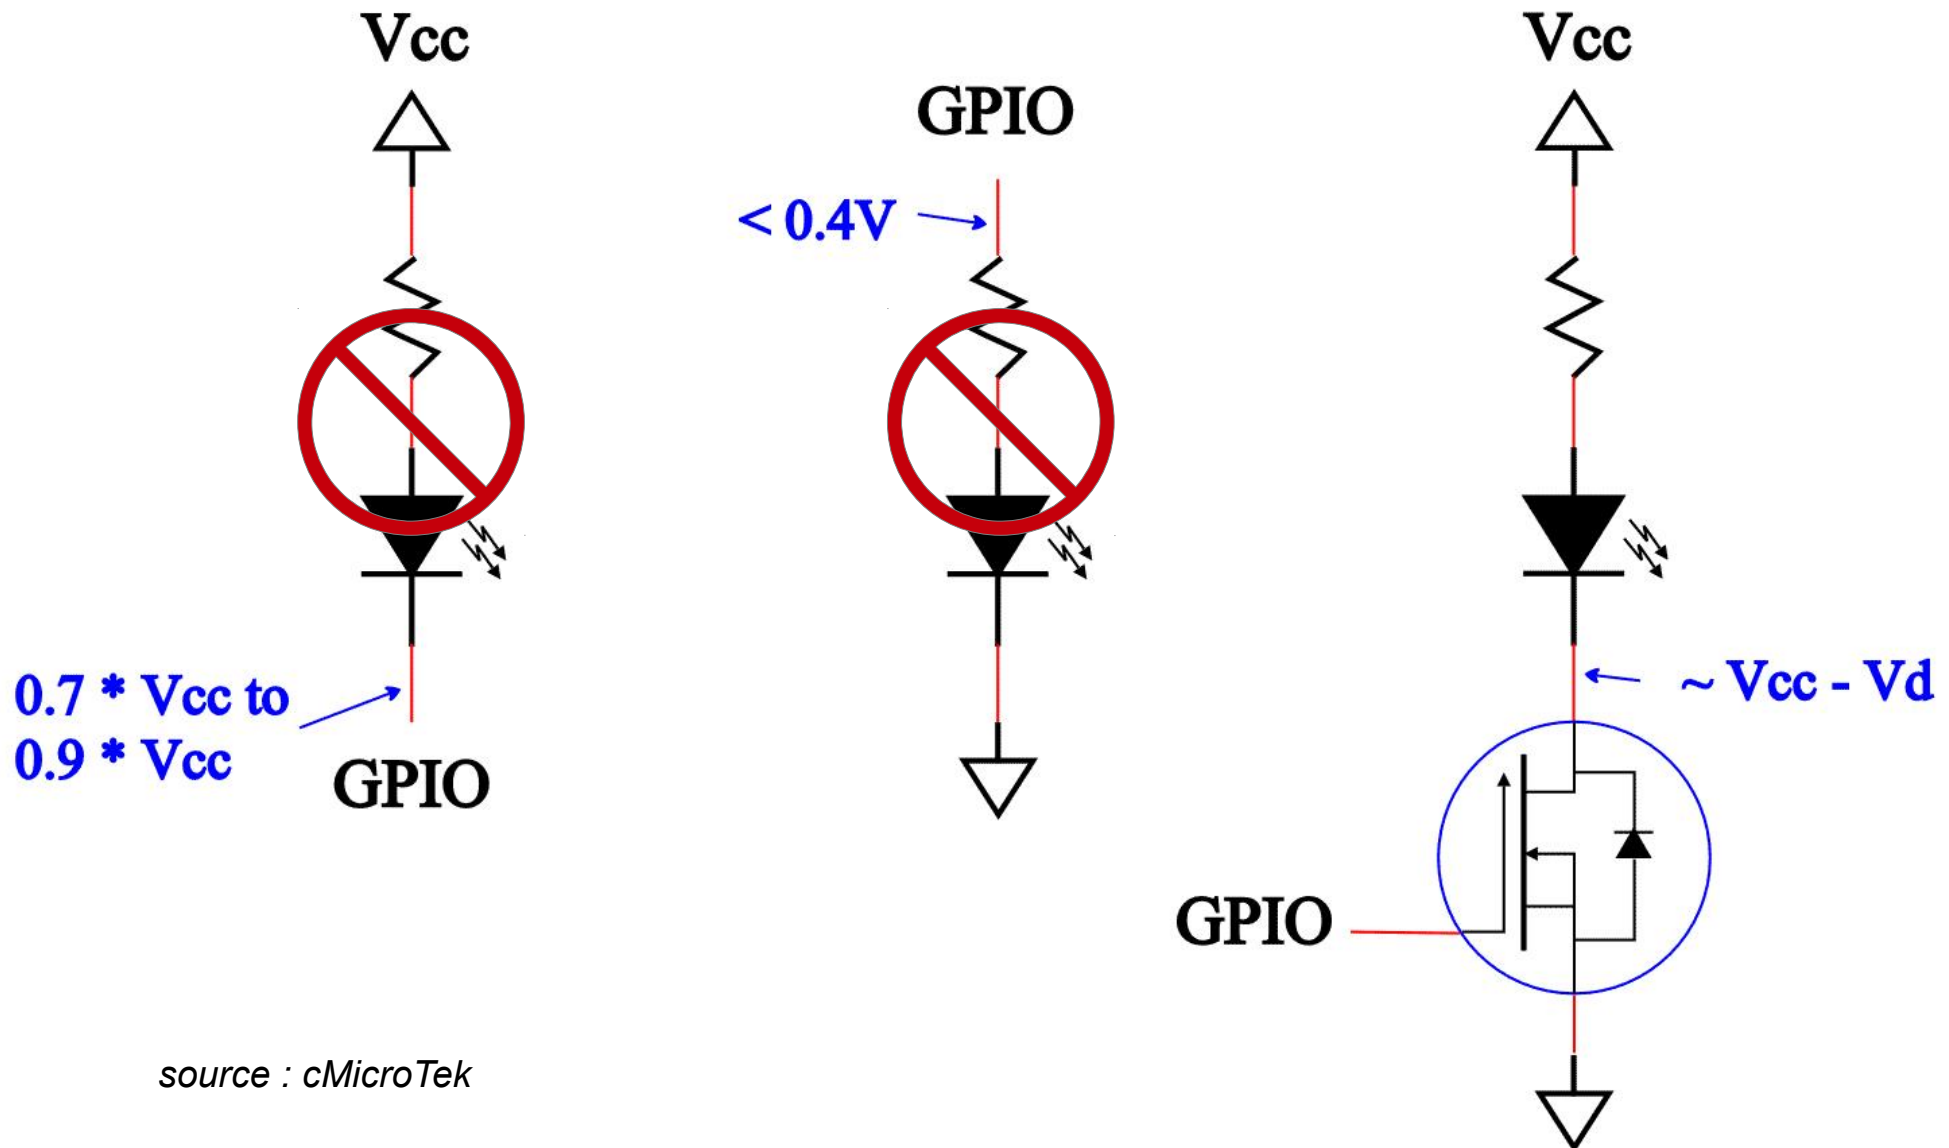 Vcc
0.7 * Vcc to
0.9 * Vcc
GPIO
GPIO
< 0.4V
Vcc
~ Vcc - Vd
GPIO
source : cMicroTek